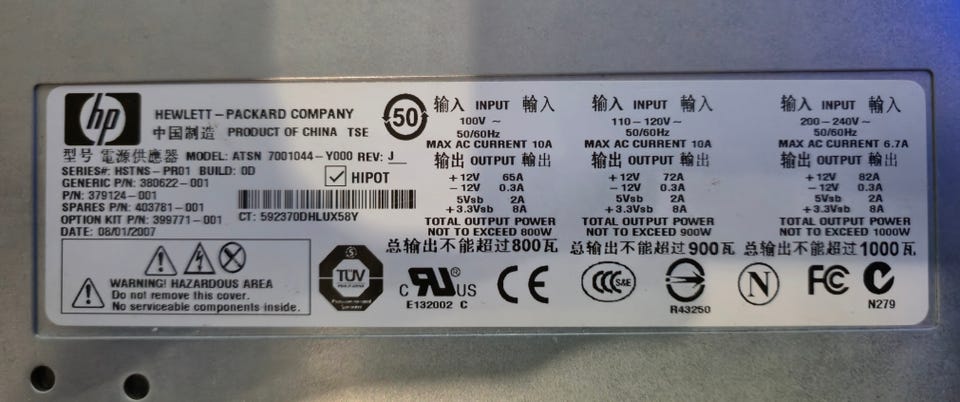 hp
HEWLETT-PACKARD COMPANY
中国制造 PRODUCT OF CHINA TSE
型号 電源供應器 MODEL: ATSN 7001044-Y000 REV: J
SERIES#: HSTNS-PR01 BUILD: 0D
GENERIC P/N: 380622-001
P/N: 379124-001
SPARES P/N: 403781-001
OPTION KIT P/N: 399771-001
DATE: 08/01/2007
HIPOT
CT: 592370DHLUX58Y
50
输入 INPUT 輸入
100V ~
50/60Hz
MAX AC CURRENT 10A
输出 OUTPUT 輸出
+12V 65A
-12V 0.3A
5Vsb 2A
+3.3Vsb 8A
TOTAL OUTPUT POWER
NOT TO EXCEED 800W
总输出不能超过800瓦
输入 INPUT 輸入
110-120V~
50/60Hz
MAX AC CURRENT 10A
输出 OUTPUT 輸出
+12V 72A
-12V 0.3A
5Vsb 2A
+3.3Vsb 8A
TOTAL OUTPUT POWER
NOT TO EXCEED 900W
总输出不能超过900瓦
输入 INPUT 輸入
200-240V~
50/60Hz
MAX AC CURRENT 6.7A
输出 OUTPUT 輸出
+12V 82A
-12V 0.3A
5Vsb 2A
+3.3Vsb 8A
TOTAL OUTPUT POWER
NOT TO EXCEED 1000W
总输出不能超过1000瓦
WARNING! HAZARDOUS AREA
Do not remove this cover.
No serviceable components inside.
S
TÜV
C UR US
E132002 C
CE
CCC S&E
R43250
N
FC
N279